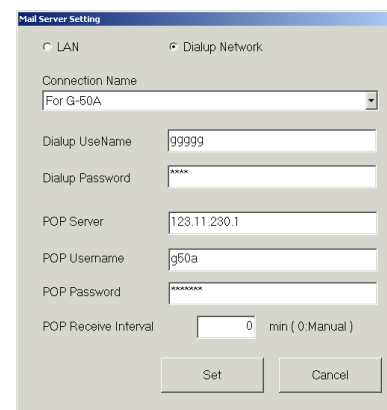 Mail Server Setting
LAN Dialup Network
Connection Name
For G-50A
Dialup UseName ggggg
Dialup Password ****
POP Server 123.11.230.1
POP Username g50a
POP Password *******
POP Receive Interval 0 min ( 0:Manual )
Set Cancel